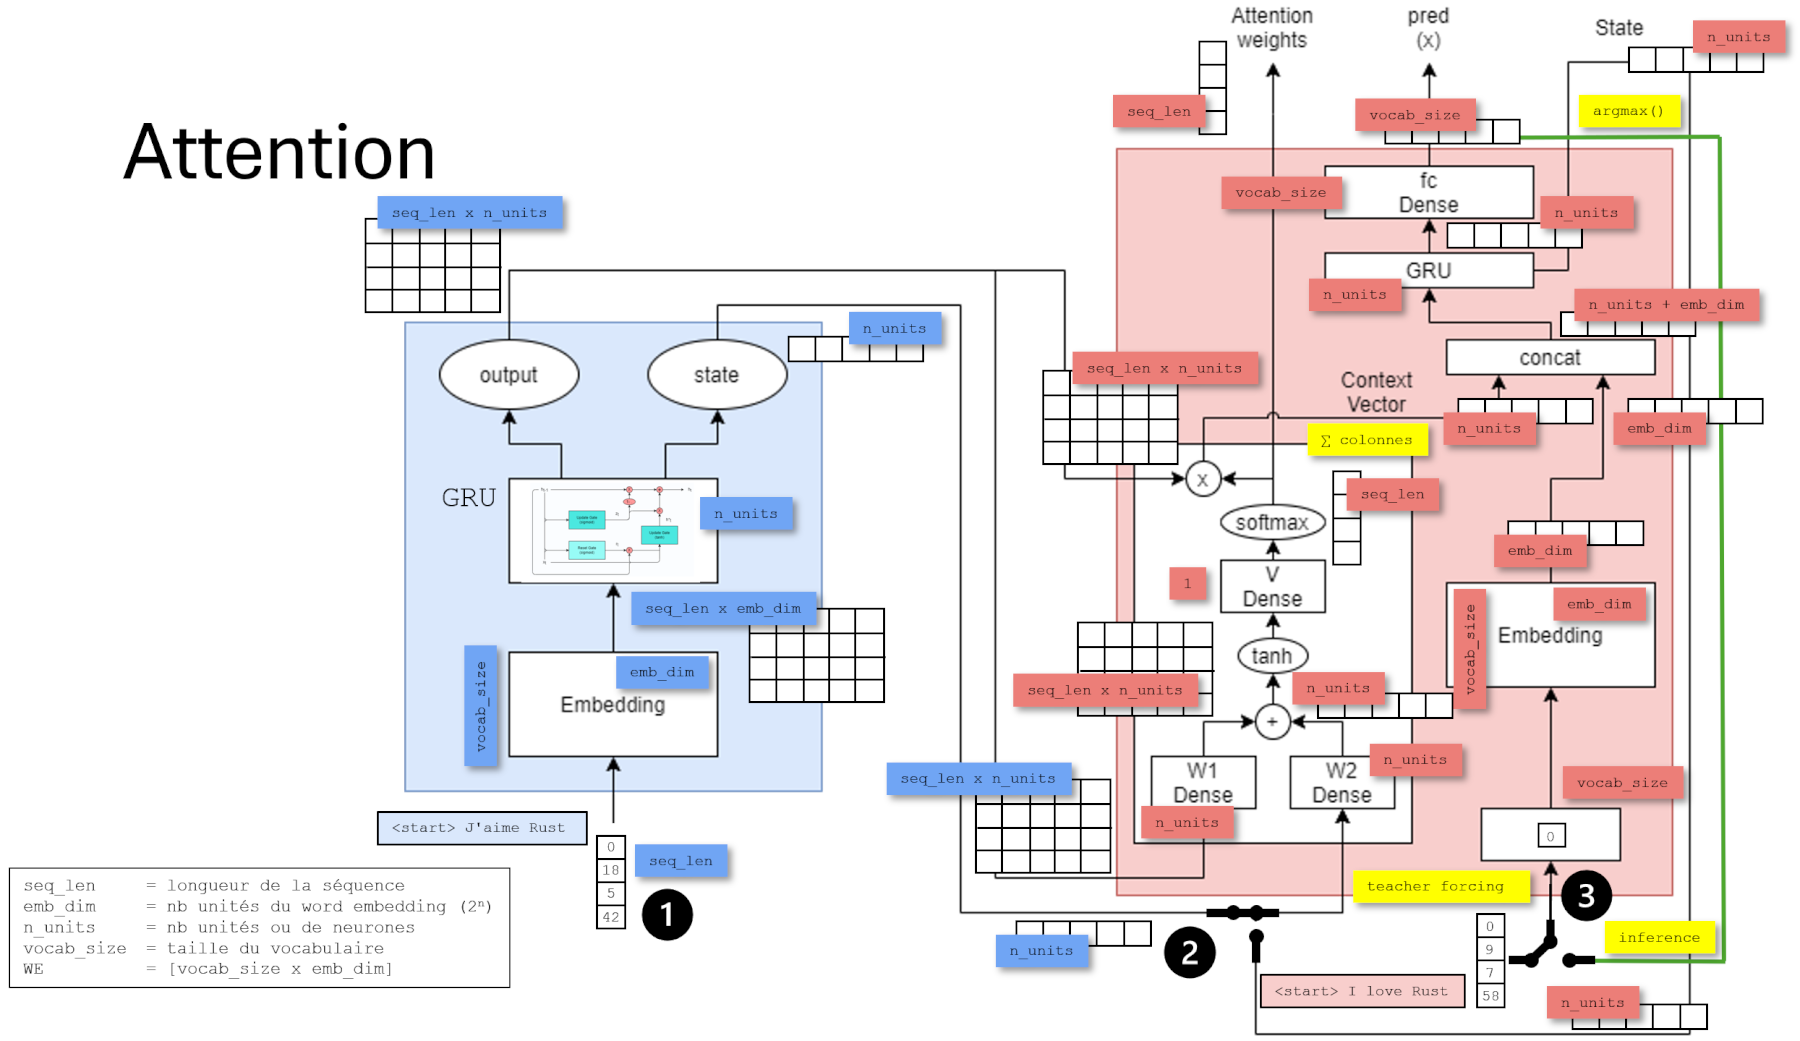 Attention
seq_len x n_units
n_units
output
state
GRU
n_units
seq_len x emb_dim
vocab_size
emb_dim
Embedding
<start> J'aime Rust
0
18
5
42
seq_len
1
seq_len = longueur de la séquence
emb_dim = nb unités du word embedding (2ⁿ)
n_units = nb unités ou de neurones
vocab_size = taille du vocabulaire
WE = [vocab_size x emb_dim]
Attention
weights
pred
(x)
State
n_units
seq_len
vocab_size
argmax()
vocab_size
fc
Dense
n_units
GRU
n_units
n_units + emb_dim
concat
seq_len x n_units
Context
Vector
n_units
emb_dim
∑ colonnes
x
seq_len
softmax
emb_dim
V
Dense
1
vocab_size
emb_dim
Embedding
tanh
seq_len x n_units
n_units
+
seq_len x n_units
W1
Dense
n_units
W2
Dense
n_units
vocab_size
0
teacher forcing
3
n_units
2
0
9
7
58
inference
<start> I love Rust
n_units